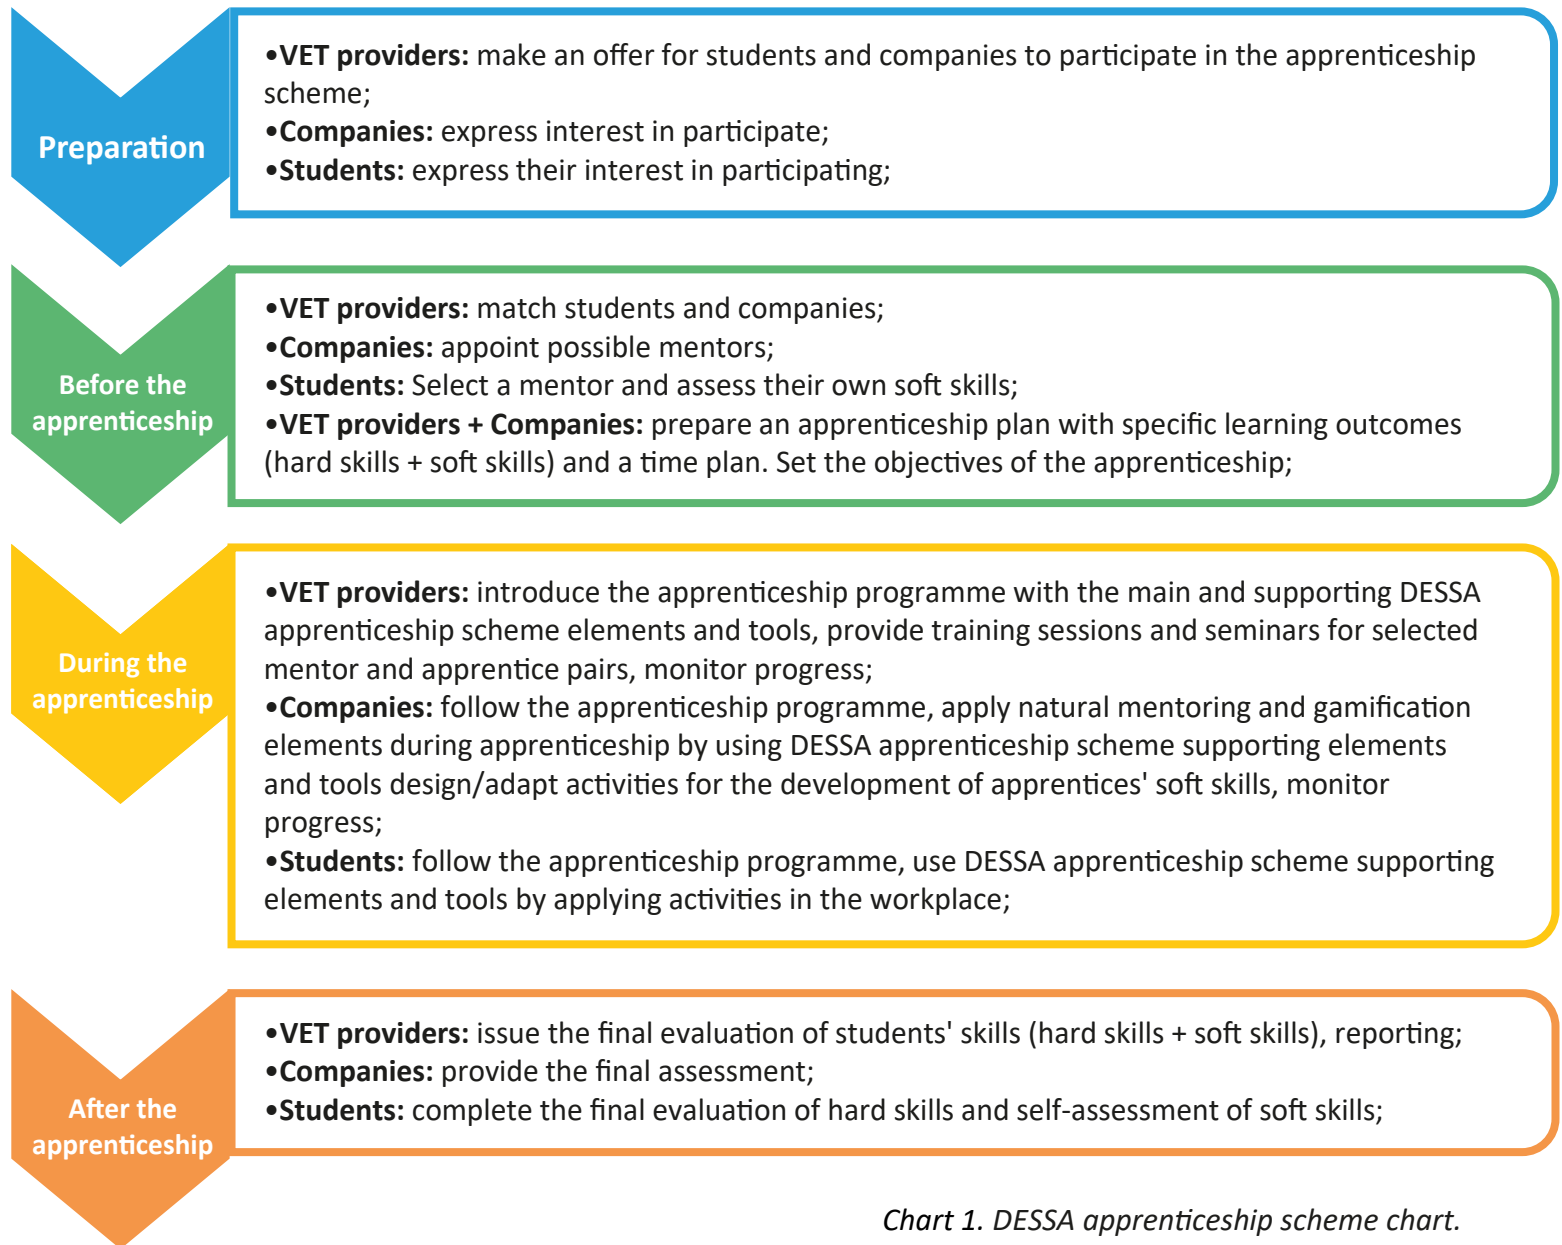 Preparation
•VET providers: make an offer for students and companies to participate in the apprenticeship
scheme;
•Companies: express interest in participate;
•Students: express their interest in participating;
Before the
apprenticeship
•VET providers: match students and companies;
•Companies: appoint possible mentors;
•Students: Select a mentor and assess their own soft skills;
•VET providers + Companies: prepare an apprenticeship plan with specific learning outcomes
(hard skills + soft skills) and a time plan. Set the objectives of the apprenticeship;
During the
apprenticeship
•VET providers: introduce the apprenticeship programme with the main and supporting DESSA
apprenticeship scheme elements and tools, provide training sessions and seminars for selected
mentor and apprentice pairs, monitor progress;
•Companies: follow the apprenticeship programme, apply natural mentoring and gamification
elements during apprenticeship by using DESSA apprenticeship scheme supporting elements
and tools design/adapt activities for the development of apprentices' soft skills, monitor
progress;
•Students: follow the apprenticeship programme, use DESSA apprenticeship scheme supporting
elements and tools by applying activities in the workplace;
After the
apprenticeship
•VET providers: issue the final evaluation of students' skills (hard skills + soft skills), reporting;
•Companies: provide the final assessment;
•Students: complete the final evaluation of hard skills and self-assessment of soft skills;
Chart 1. DESSA apprenticeship scheme chart.